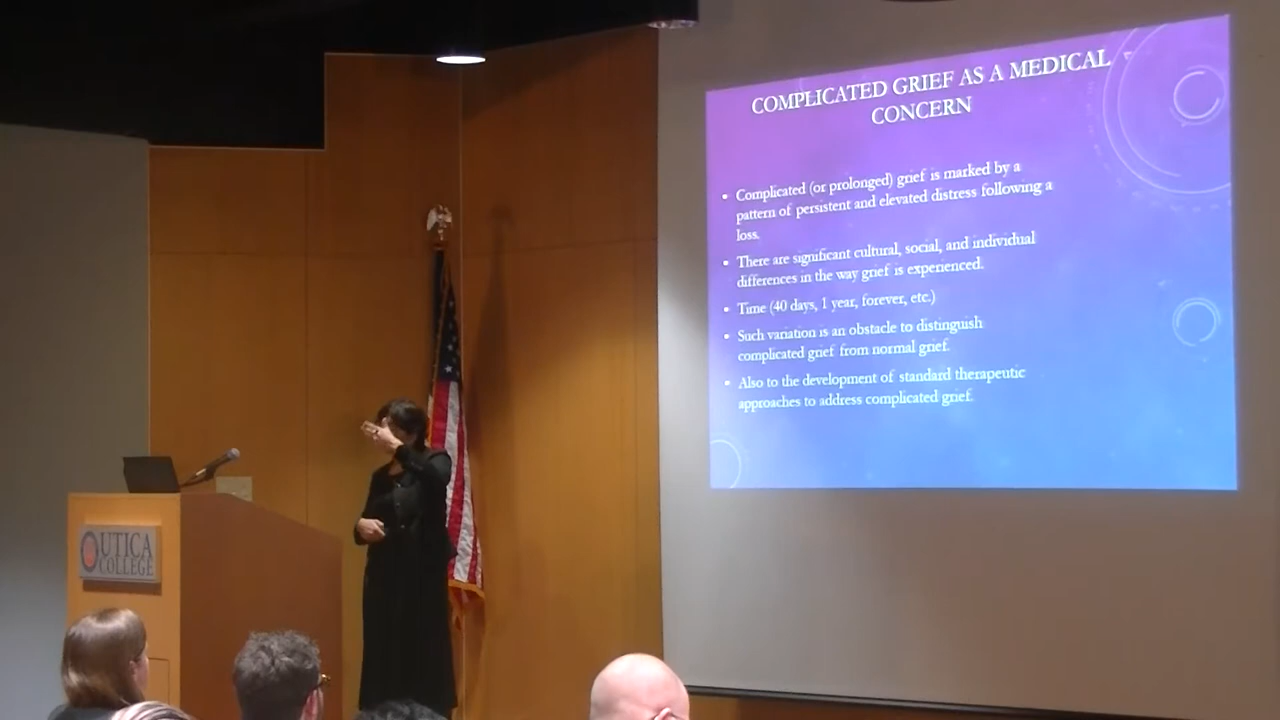 COMPLICATED GRIEF AS A MEDICAL
CONCERN
• Complicated (or prolonged) grief is marked by a
pattern of persistent and elevated distress following a
loss.
• There are significant cultural, social, and individual
differences in the way grief is experienced.
• Time (40 days, 1 year, forever, etc.)
• Such variation is an obstacle to distinguish
complicated grief from normal grief.
• Also to the development of standard therapeutic
approaches to address complicated grief.
UTICA
COLLEGE